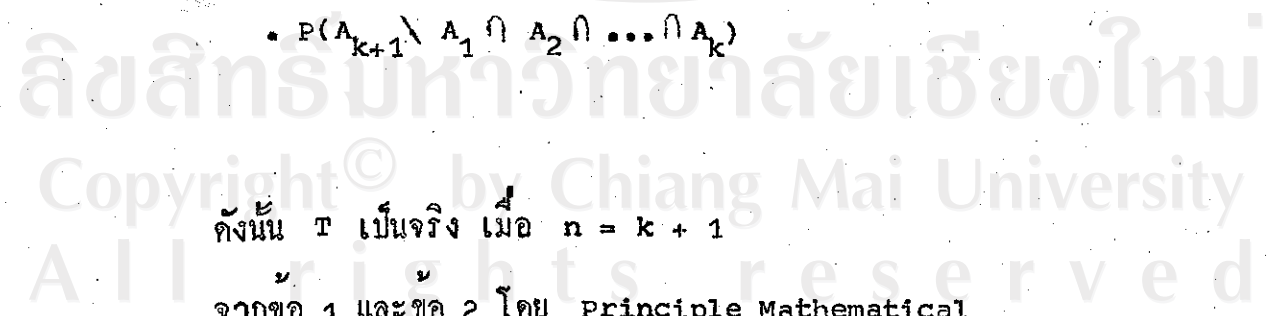 . P(A_{k+1} \ A_1 ∩ A_2 ∩ ... ∩ A_k)
ลิขสิทธิ์มหาวิทยาลัยเชียงใหม่
Copyright© by Chiang Mai University
ดังนั้น T เป็นจริง เมื่อ n = k + 1
All rights reserved
จากข้อ 1 และข้อ 2 โดย Principle Mathematical